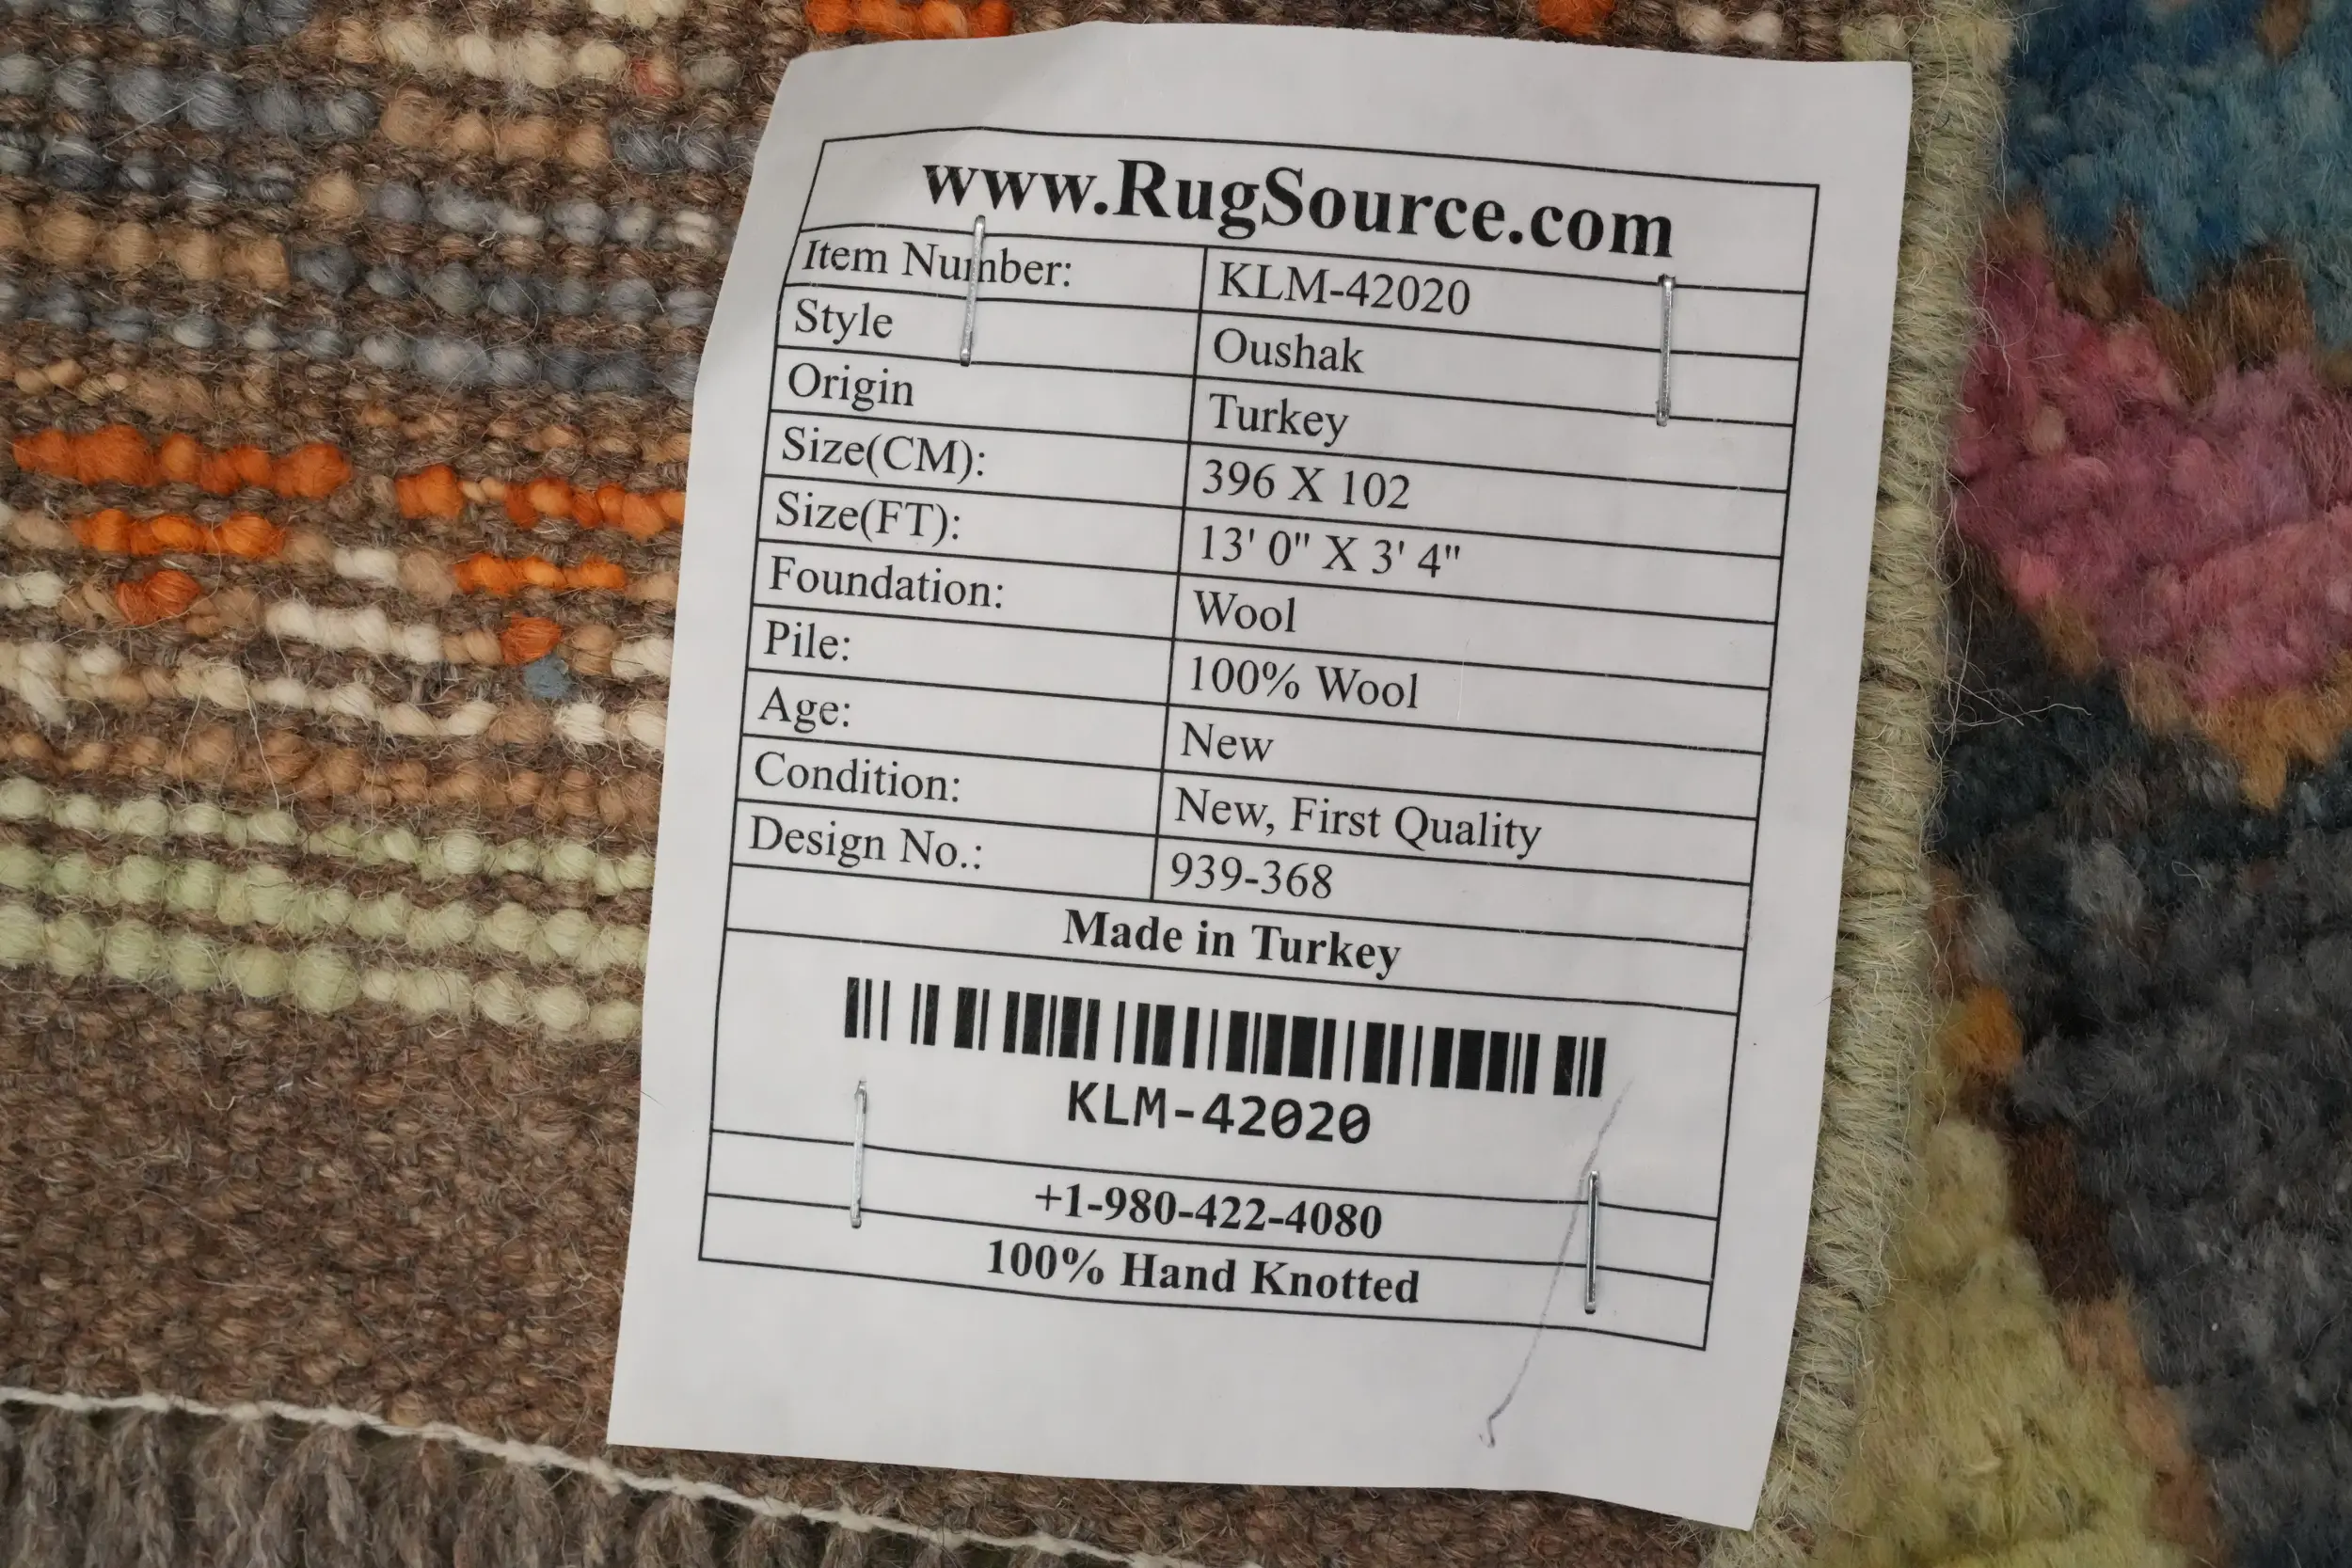 www.RugSource.com
Item Number: KLM-42020
Style Oushak
Origin Turkey
Size(CM): 396 X 102
Size(FT): 13' 0" X 3' 4"
Foundation: Wool
Pile: 100% Wool
Age: New
Condition: New, First Quality
Design No.: 939-368
Made in Turkey
KLM-42020
+1-980-422-4080
100% Hand Knotted